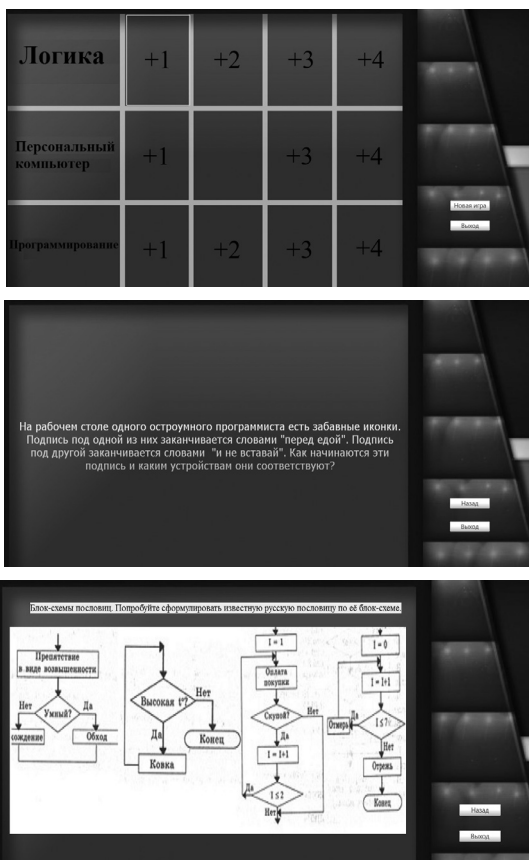 Логика +1 +2 +3 +4
Персональный
компьютер
+1 +3 +4
Программирование +1 +2 +3 +4
Новая игра
Выход
На рабочем столе одного остроумного программиста есть забавные иконки.
Подпись под одной из них заканчивается словами "перед едой". Подпись
под другой заканчивается словами "и не вставай". Как начинаются эти
подпись и каким устройствам они соответствуют?
Назад
Выход
Блок-схемы пословиц. Попробуйте сформулировать известную русскую пословицу по её блок-схеме.
Препятствие
в виде возвышенности
Нет
Умный?
Да
ождение
Обход
Высокая t°?
Нет
Да
Конец
Ковка
I = 1
Оплата
покупки
Скупой?
Нет
Да
I = I+1
Да
I ≤ 2
Нет
I = 0
I = I+1
Отмерь
Да
I ≤ 7?
Нет
Отрежь
Конец
Назад
Выход